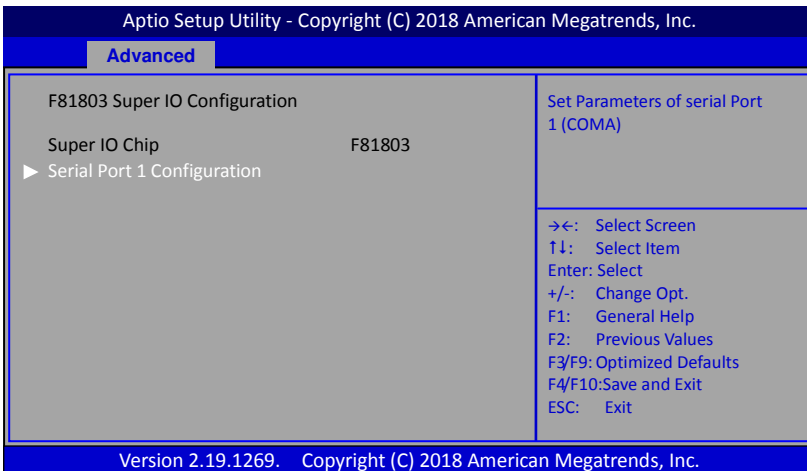 Aptio Setup Utility - Copyright (C) 2018 American Megatrends, Inc.
Advanced
F81803 Super IO Configuration
Super IO Chip F81803
▶ Serial Port 1 Configuration
Set Parameters of serial Port
1 (COMA)
→←: Select Screen
↑↓: Select Item
Enter: Select
+/-: Change Opt.
F1: General Help
F2: Previous Values
F3/F9: Optimized Defaults
F4/F10:Save and Exit
ESC: Exit
Version 2.19.1269. Copyright (C) 2018 American Megatrends, Inc.